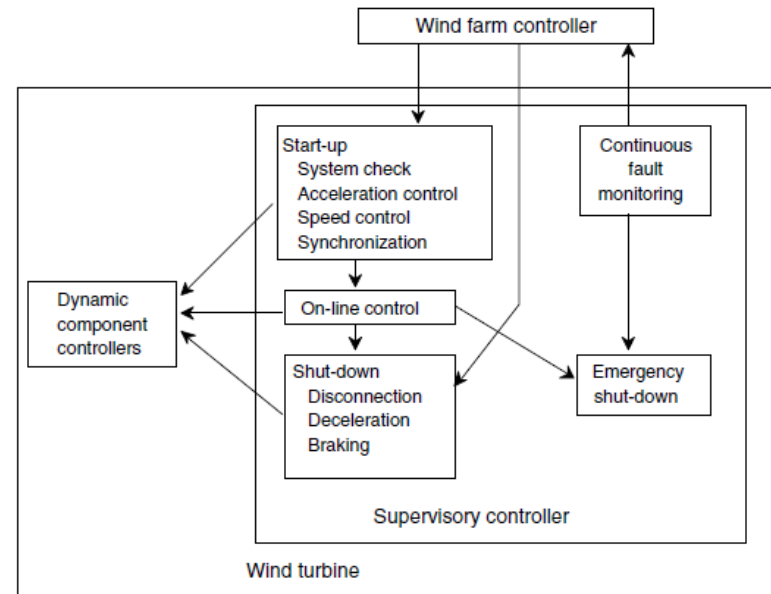 Wind farm controller
Start-up
System check
Acceleration control
Speed control
Synchronization
Continuous
fault
monitoring
Dynamic
component
controllers
On-line control
Shut-down
Disconnection
Deceleration
Braking
Emergency
shut-down
Supervisory controller
Wind turbine